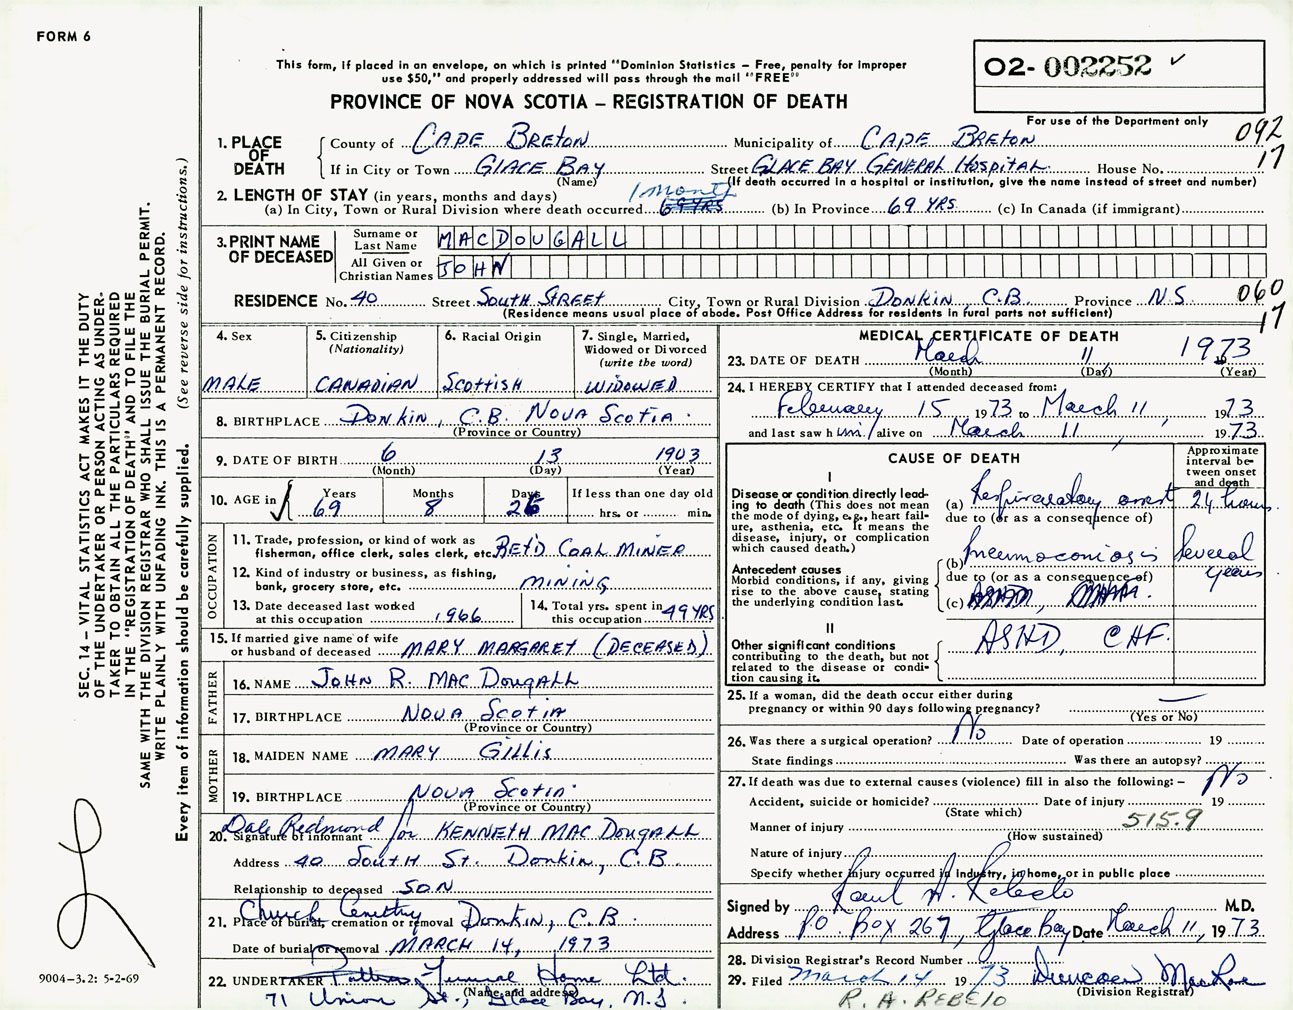 FORM 6
This form, if placed in an envelope, on which is printed "Dominion Statistics – Free, penalty for improper
use $50," and properly addressed will pass through the mail "FREE"
PROVINCE OF NOVA SCOTIA – REGISTRATION OF DEATH
O2- 002252 ✓
For use of the Department only
092
17
1. PLACE OF DEATH
County of CAPE BRETON Municipality of CAPE BRETON
If in City or Town GLACE BAY Street GLACE BAY GENERAL HOSPITAL House No.
(Name) (If death occurred in a hospital or institution, give the name instead of street and number)
2. LENGTH OF STAY (in years, months and days) 1 month
(a) In City, Town or Rural Division where death occurred 69 YRS (b) In Province 69 YRS. (c) In Canada (if immigrant)
3. PRINT NAME OF DECEASED
Surname or Last Name MACDOUGALL
All Given or Christian Names JOHN
RESIDENCE No. 40 Street SOUTH STREET City, Town or Rural Division DONKIN, C.B. Province N.S. 060
(Residence means usual place of abode. Post Office Address for residents in rural parts not sufficient) 17
4. Sex
MALE
5. Citizenship
(Nationality)
CANADIAN
6. Racial Origin
SCOTTISH
7. Single, Married,
Widowed or Divorced
(write the word)
WIDOWED
8. BIRTHPLACE DONKIN, C.B. NOVA SCOTIA.
(Province or Country)
9. DATE OF BIRTH 6 13 1903
(Month) (Day) (Year)
10. AGE in Years Months Days If less than one day old
69 8 26 hrs. or min.
OCCUPATION
11. Trade, profession, or kind of work as
fisherman, office clerk, sales clerk, etc. RET'D COAL MINER
12. Kind of industry or business, as fishing,
bank, grocery store, etc. MINING
13. Date deceased last worked
at this occupation 1966
14. Total yrs. spent in
this occupation 49 YRS
15. If married give name of wife
or husband of deceased MARY MARGARET (DECEASED)
FATHER
16. NAME JOHN R. MAC DOUGALL
17. BIRTHPLACE NOVA SCOTIA
(Province or Country)
MOTHER
18. MAIDEN NAME MARY GILLIS
19. BIRTHPLACE NOVA SCOTIA.
(Province or Country)
20. Signature of informant Dale Redmond for KENNETH MAC DOUGALL
Address 40 SOUTH ST. DONKIN, C.B.
Relationship to deceased SON
21. Place of burial, cremation or removal Church Cemetry DONKIN, C.B.
Date of burial or removal MARCH 14, 1973
22. UNDERTAKER Funeral Home Ltd.
(Name and address)
71 Union St., Glace Bay, N.S
MEDICAL CERTIFICATE OF DEATH
23. DATE OF DEATH March 11 1973
(Month) (Day) (Year)
24. I HEREBY CERTIFY that I attended deceased from:
February 15, 1973 to March 11, 1973
and last saw him alive on March 11, 1973.
CAUSE OF DEATH
Approximate
interval be-
tween onset
and death
I
Disease or condition directly lead-
ing to death (This does not mean
the mode of dying, e.g., heart fail-
ure, asthenia, etc. It means the
disease, injury, or complication
which caused death.)
(a) Respiratory arrest 24 hours.
due to (or as a consequence of)
(b) pneumoconiosis Several years
Antecedent causes
Morbid conditions, if any, giving
rise to the above cause, stating
the underlying condition last.
due to (or as a consequence of)
(c)
II
Other significant conditions
contributing to the death, but not
related to the disease or condi-
tion causing it.
ASHD, CHF.
25. If a woman, did the death occur either during
pregnancy or within 90 days following pregnancy? —
(Yes or No)
26. Was there a surgical operation? No Date of operation 19
State findings Was there an autopsy? No
27. If death was due to external causes (violence) fill in also the following: –
Accident, suicide or homicide? Date of injury 19
(State which)
Manner of injury 515.9
(How sustained)
Nature of injury
Specify whether injury occurred in Industry, in home, or in public place
Signed by Raul A. Rebelo M.D.
Address P.O. Box 267, Glace Bay Date March 11, 1973
28. Division Registrar's Record Number
29. Filed March 14 1973 Duncan MacRae
(Division Registrar)
R. A. REBELO
SEC. 14 – VITAL STATISTICS ACT MAKES IT THE DUTY
OF THE UNDERTAKER OR PERSON ACTING AS UNDER-
TAKER TO OBTAIN ALL THE PARTICULARS REQUIRED
IN THE "REGISTRATION OF DEATH" AND TO FILE THE
SAME WITH THE DIVISION REGISTRAR WHO SHALL ISSUE THE BURIAL PERMIT.
WRITE PLAINLY WITH UNFADING INK. THIS IS A PERMANENT RECORD.
Every item of information should be carefully supplied. (See reverse side for instructions.)
9004-3.2: 5-2-69